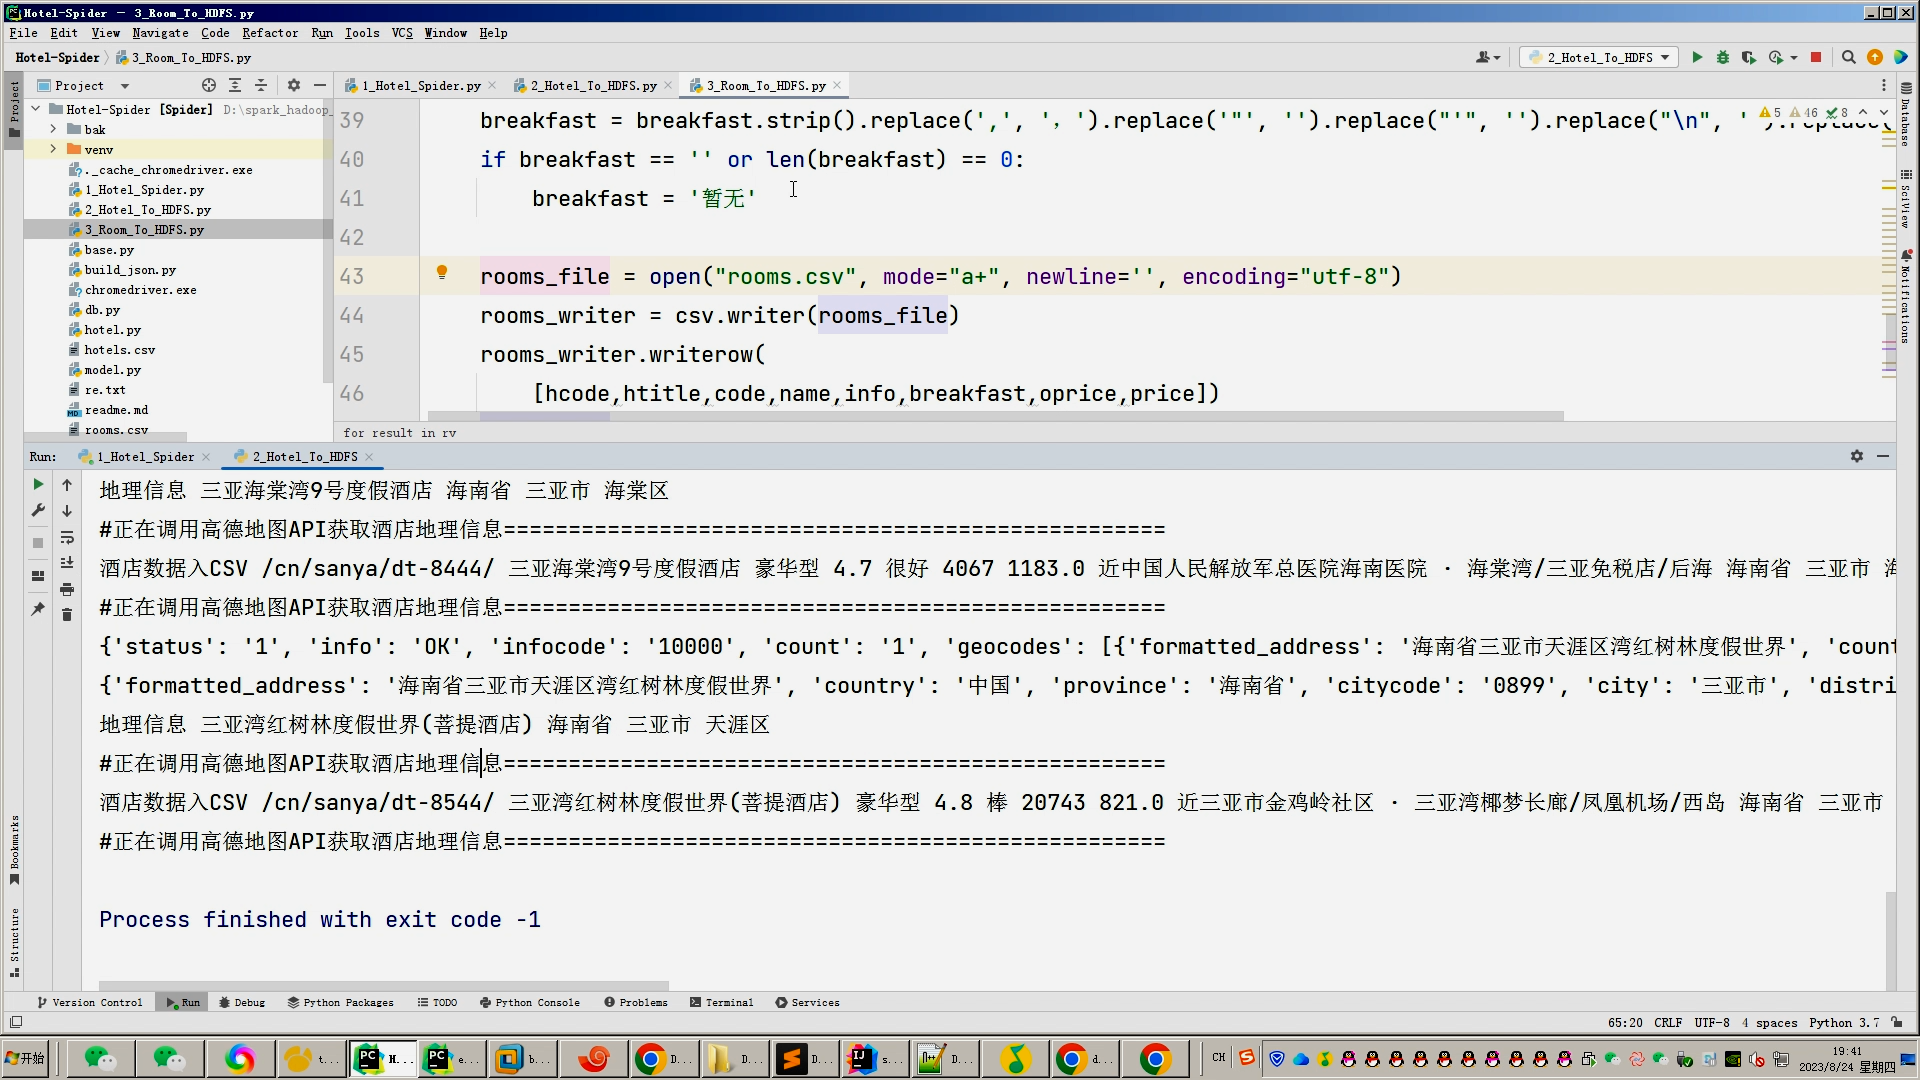 Hotel-Spider – 3_Room_To_HDFS.py
File Edit View Navigate Code Refactor Run Tools VCS Window Help
Hotel-Spider 3_Room_To_HDFS.py
2_Hotel_To_HDFS
Project
1_Hotel_Spider.py 2_Hotel_To_HDFS.py 3_Room_To_HDFS.py
Hotel-Spider [Spider] D:\spark_hadoop_
bak
venv
._cache_chromedriver.exe
1_Hotel_Spider.py
2_Hotel_To_HDFS.py
3_Room_To_HDFS.py
base.py
build_json.py
chromedriver.exe
db.py
hotel.py
hotels.csv
model.py
re.txt
readme.md
rooms.csv
5 46 8
39 breakfast = breakfast.strip().replace(',', ', ').replace('"', '').replace("'", '').replace("\n", ' ').replace(
40 if breakfast == '' or len(breakfast) == 0:
41 breakfast = '暂无'
42
43 rooms_file = open("rooms.csv", mode="a+", newline='', encoding="utf-8")
44 rooms_writer = csv.writer(rooms_file)
45 rooms_writer.writerow(
46 [hcode,htitle,code,name,info,breakfast,oprice,price])
for result in rv
Project
Database
SciView
Notifications
Run: 1_Hotel_Spider 2_Hotel_To_HDFS
地理信息 三亚海棠湾9号度假酒店 海南省 三亚市 海棠区
#正在调用高德地图API获取酒店地理信息===================================================
酒店数据入CSV /cn/sanya/dt-8444/ 三亚海棠湾9号度假酒店 豪华型 4.7 很好 4067 1183.0 近中国人民解放军总医院海南医院 · 海棠湾/三亚免税店/后海 海南省 三亚市 海
#正在调用高德地图API获取酒店地理信息===================================================
{'status': '1', 'info': 'OK', 'infocode': '10000', 'count': '1', 'geocodes': [{'formatted_address': '海南省三亚市天涯区湾红树林度假世界', 'coun
{'formatted_address': '海南省三亚市天涯区湾红树林度假世界', 'country': '中国', 'province': '海南省', 'citycode': '0899', 'city': '三亚市', 'distri
地理信息 三亚湾红树林度假世界(菩提酒店) 海南省 三亚市 天涯区
#正在调用高德地图API获取酒店地理信息===================================================
酒店数据入CSV /cn/sanya/dt-8544/ 三亚湾红树林度假世界(菩提酒店) 豪华型 4.8 棒 20743 821.0 近三亚市金鸡岭社区 · 三亚湾椰梦长廊/凤凰机场/西岛 海南省 三亚市
#正在调用高德地图API获取酒店地理信息===================================================
Process finished with exit code -1
Bookmarks
Structure
Version Control Run Debug Python Packages TODO Python Console Problems Terminal Services
65:20 CRLF UTF-8 4 spaces Python 3.7
开始 t... H... e... b... D... D... D... s... D... d... CH
19:41
2023/8/24 星期四